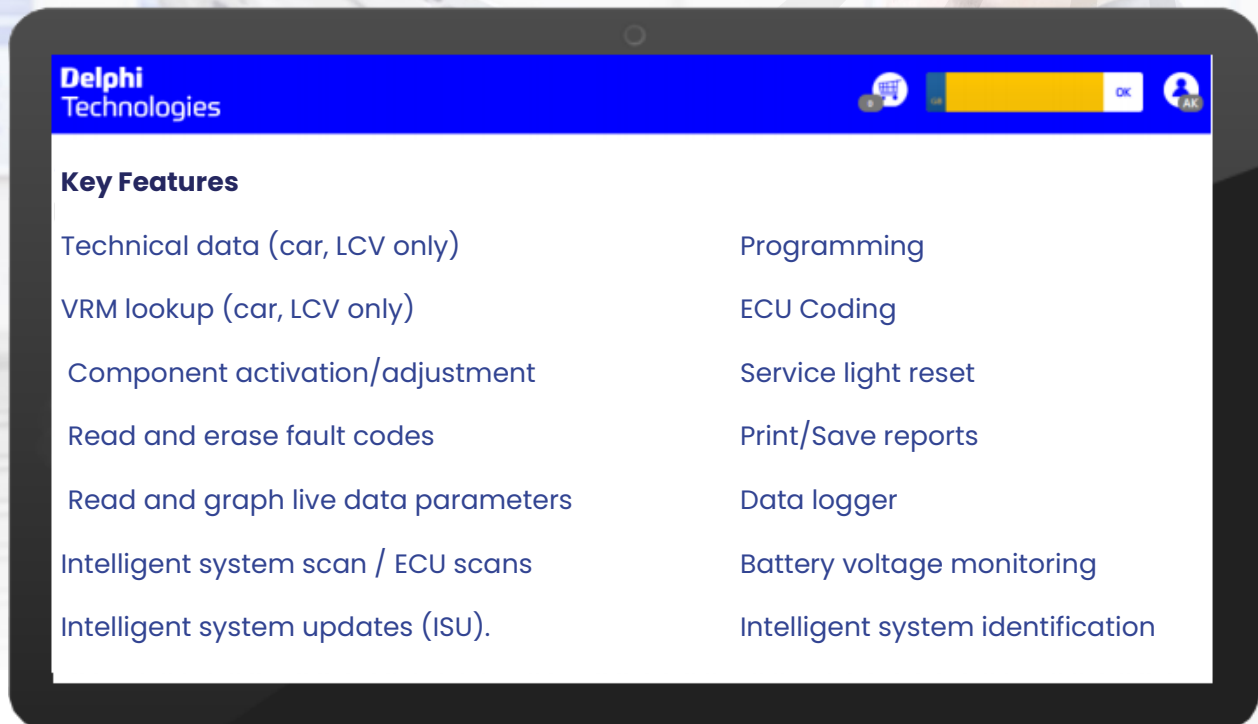 Delphi
Technologies
0
GB
OK
AK
Key Features
Technical data (car, LCV only)
VRM lookup (car, LCV only)
Component activation/adjustment
Read and erase fault codes
Read and graph live data parameters
Intelligent system scan / ECU scans
Intelligent system updates (ISU).
Programming
ECU Coding
Service light reset
Print/Save reports
Data logger
Battery voltage monitoring
Intelligent system identification